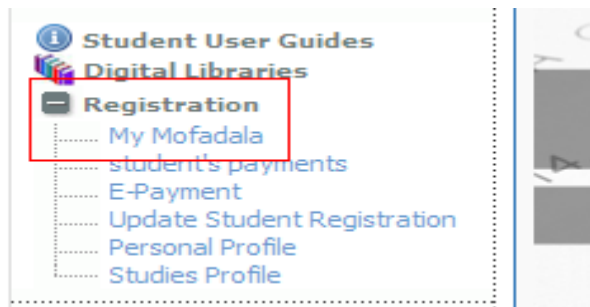 Student User Guides
Digital Libraries
Registration
My Mofadala
student's payments
E-Payment
Update Student Registration
Personal Profile
Studies Profile